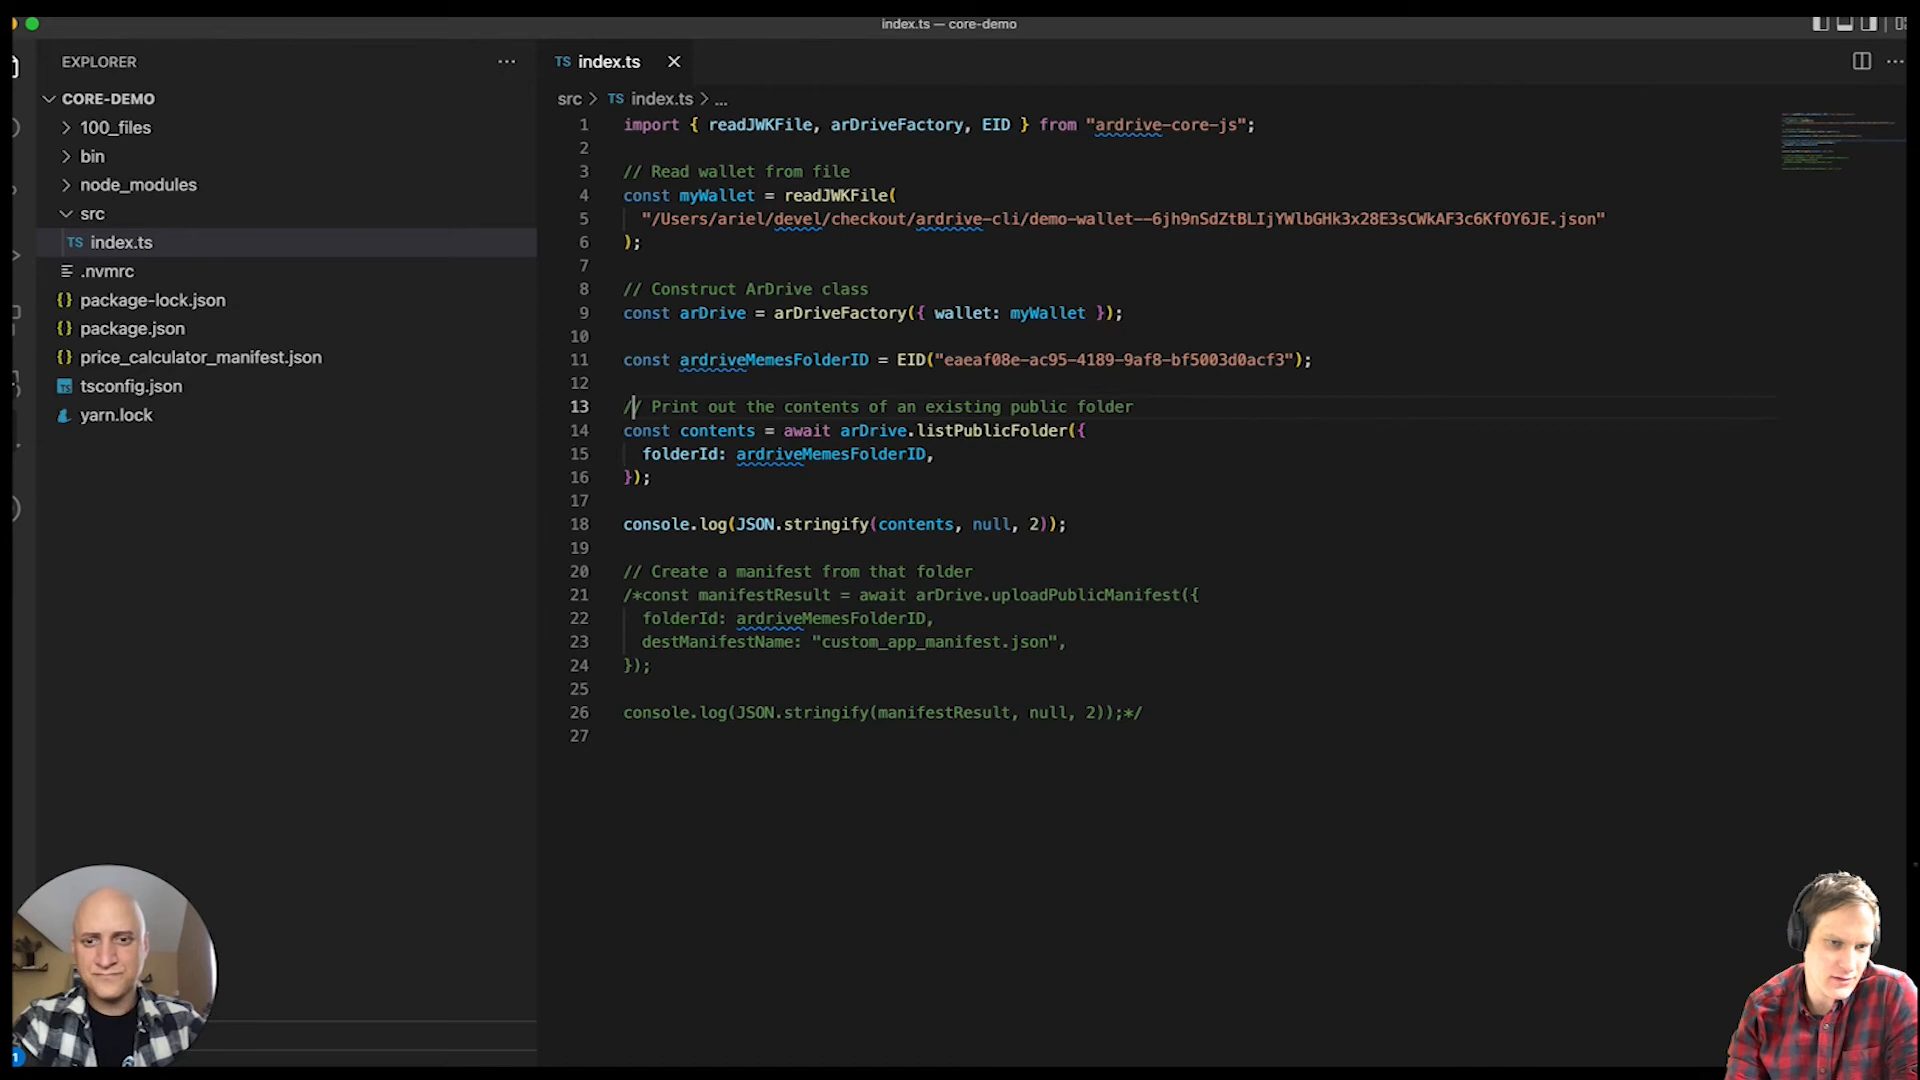 index.ts — core-demo
EXPLORER
CORE-DEMO
100_files
bin
node_modules
src
TS index.ts
.nvmrc
{} package-lock.json
{} package.json
{} price_calculator_manifest.json
TS tsconfig.json
yarn.lock
1
TS index.ts
src > TS index.ts > ...
1 import { readJWKFile, arDriveFactory, EID } from "ardrive-core-js";
2
3 // Read wallet from file
4 const myWallet = readJWKFile(
5 "/Users/ariel/devel/checkout/ardrive-cli/demo-wallet--6jh9nSdZtBLIjYWlbGHk3x28E3sCWkAF3c6KfOY6JE.json"
6 );
7
8 // Construct ArDrive class
9 const arDrive = arDriveFactory({ wallet: myWallet });
10
11 const ardriveMemesFolderID = EID("eaeaf08e-ac95-4189-9af8-bf5003d0acf3");
12
13 // Print out the contents of an existing public folder
14 const contents = await arDrive.listPublicFolder({
15 folderId: ardriveMemesFolderID,
16 });
17
18 console.log(JSON.stringify(contents, null, 2));
19
20 // Create a manifest from that folder
21 /*const manifestResult = await arDrive.uploadPublicManifest({
22 folderId: ardriveMemesFolderID,
23 destManifestName: "custom_app_manifest.json",
24 });
25
26 console.log(JSON.stringify(manifestResult, null, 2));*/
27